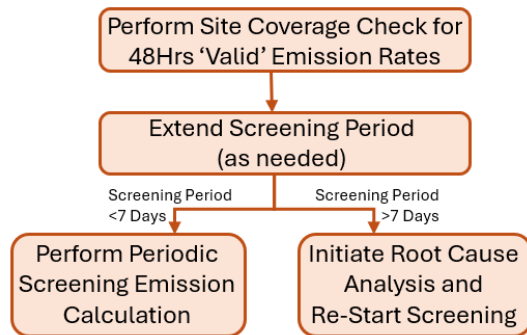 Perform Site Coverage Check for
48Hrs ‘Valid’ Emission Rates
Extend Screening Period
(as needed)
Screening Period
<7 Days
Screening Period
>7 Days
Perform Periodic
Screening Emission
Calculation
Initiate Root Cause
Analysis and
Re-Start Screening